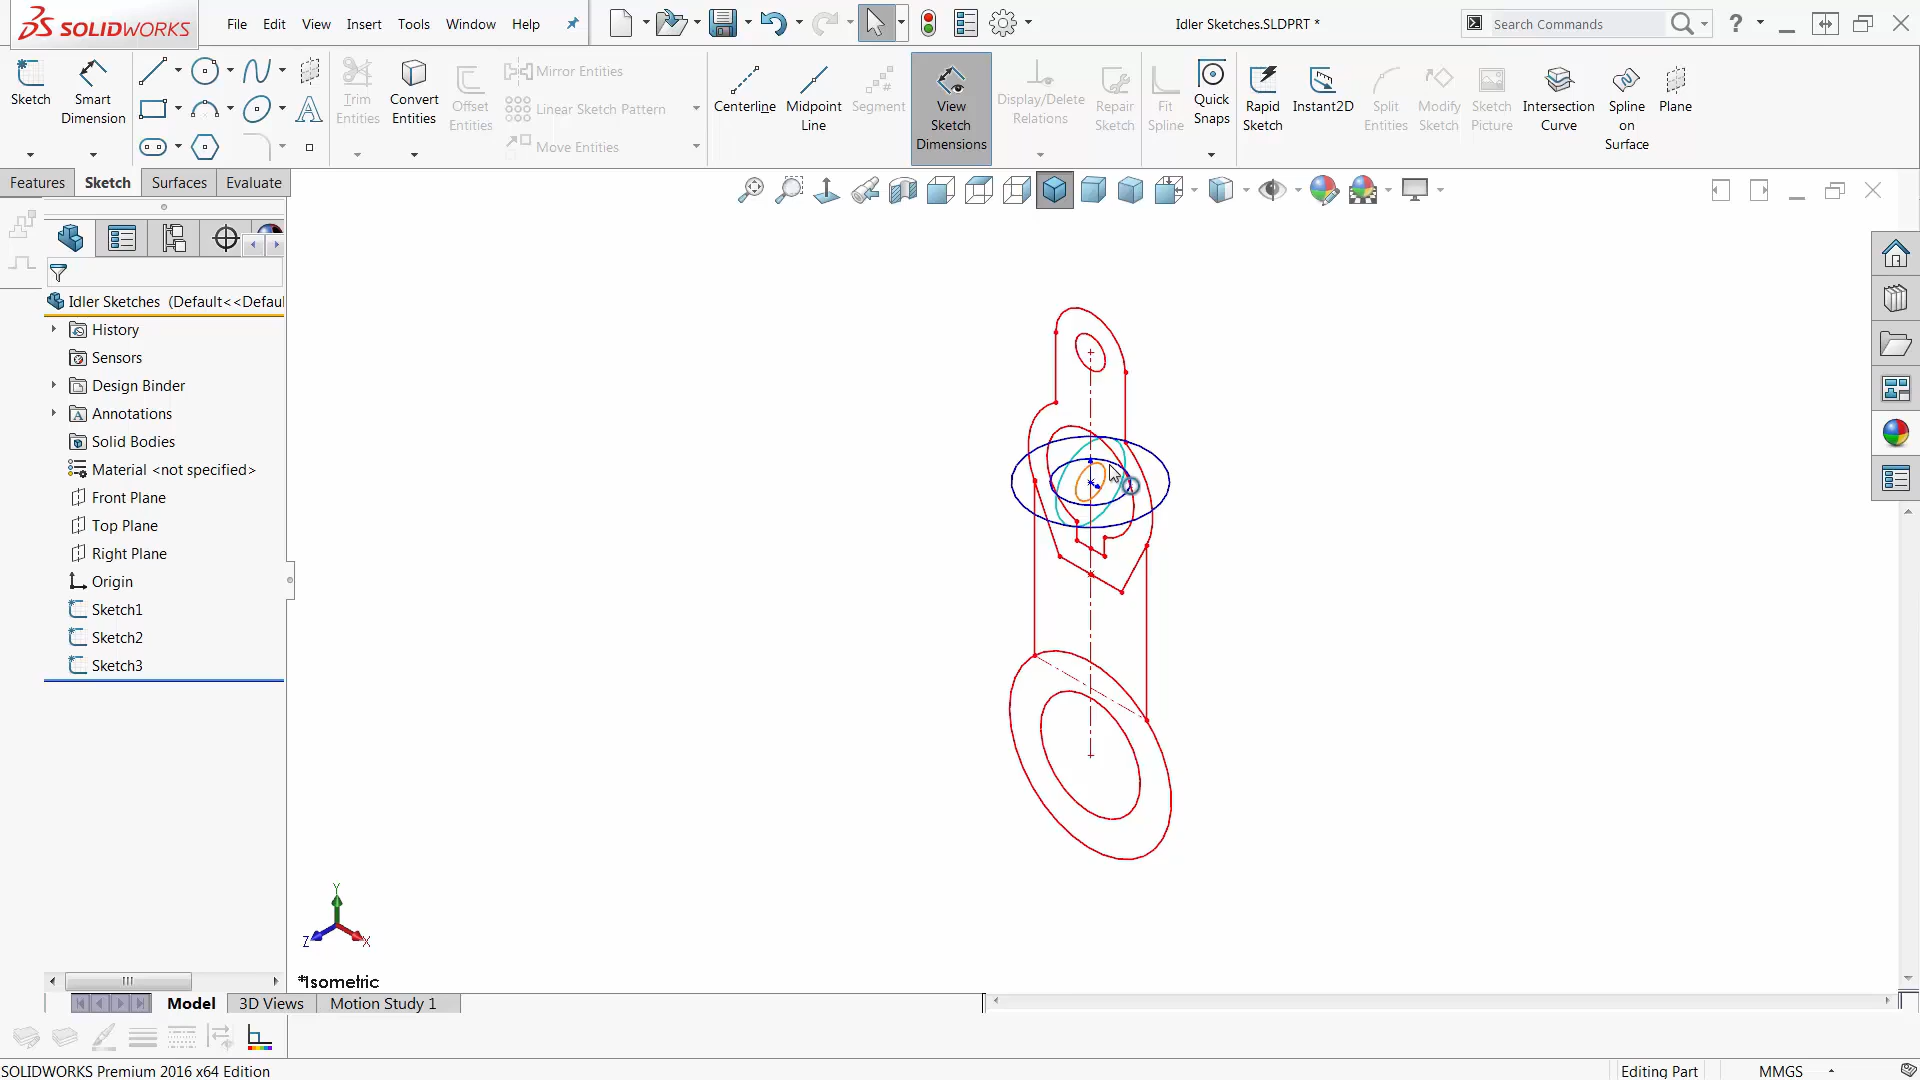 SOLIDWORKS File Edit View Insert Tools Window Help Idler Sketches.SLDPRT * Search Commands ?
Sketch Smart Dimension Trim Entities Convert Entities Offset Entities Mirror Entities Linear Sketch Pattern Move Entities Centerline Midpoint Line Segment View Sketch Dimensions Display/Delete Relations Repair Sketch Fit Spline Quick Snaps Rapid Sketch Instant2D Split Entities Modify Sketch Sketch Picture Intersection Curve Spline on Surface Plane
Features Sketch Surfaces Evaluate
Idler Sketches (Default<<Defau
History
Sensors
Design Binder
Annotations
Solid Bodies
Material <not specified>
Front Plane
Top Plane
Right Plane
Origin
Sketch1
Sketch2
Sketch3
Y
Z X
*Isometric
Model 3D Views Motion Study 1
SOLIDWORKS Premium 2016 x64 Edition Editing Part MMGS